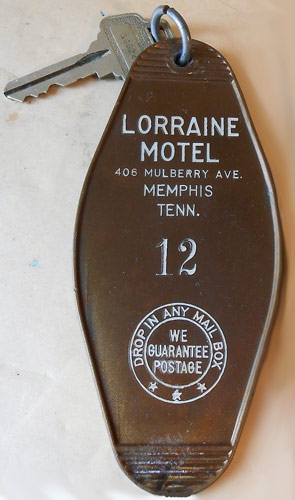 LORRAINE
MOTEL
406 MULBERRY AVE.
MEMPHIS
TENN.
12
DROP IN ANY MAIL BOX
WE
GUARANTEE
POSTAGE